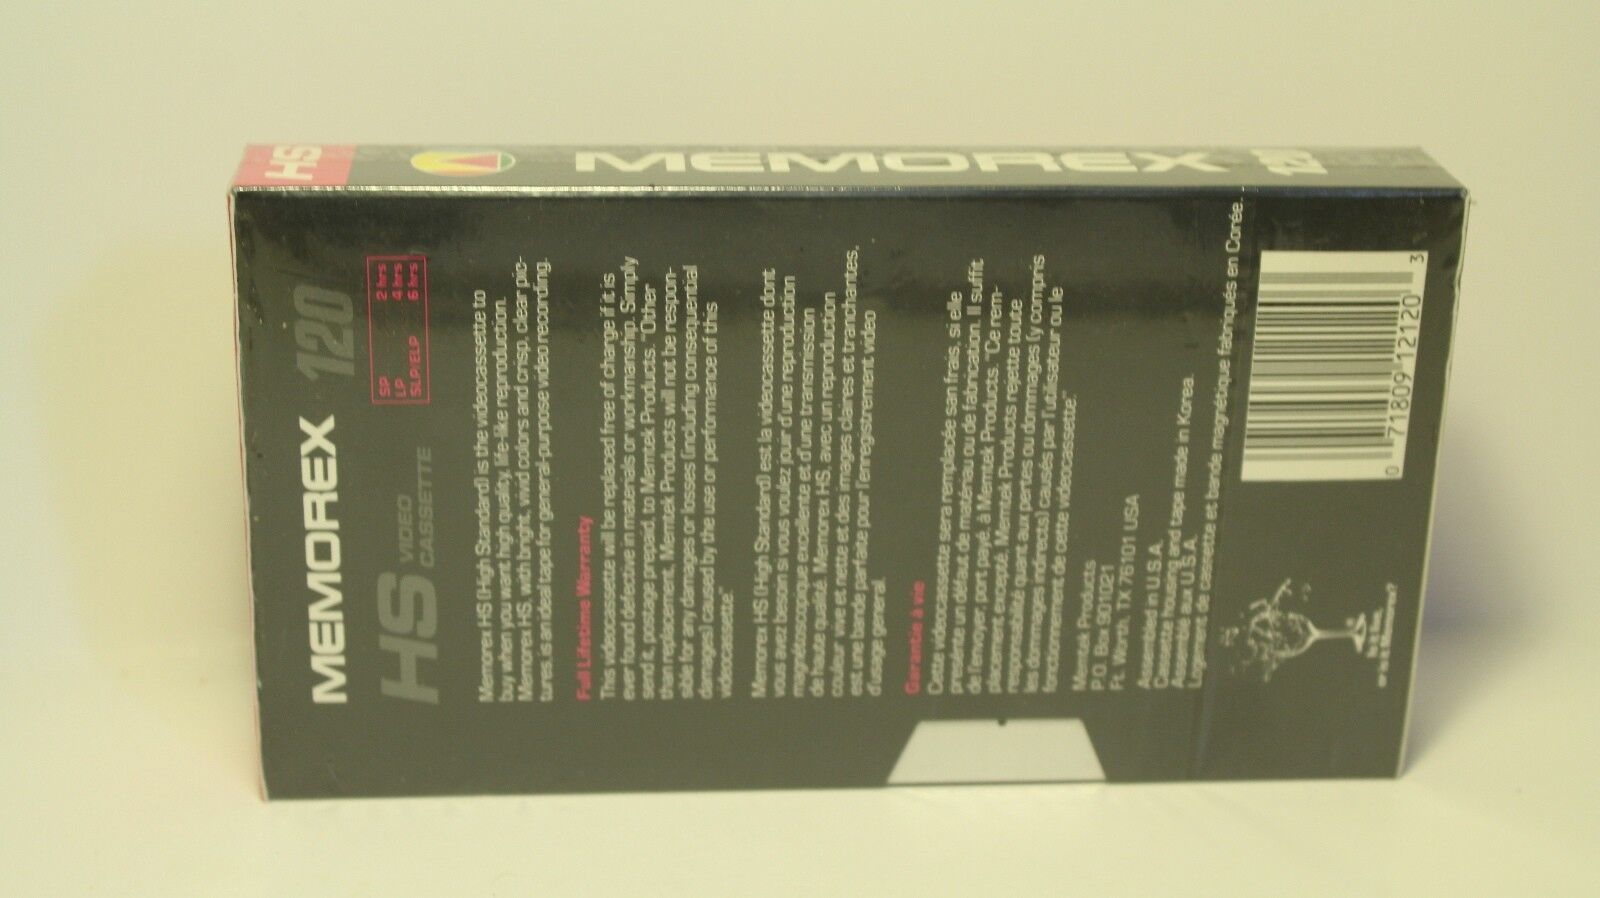 HS MEMOREX 120
MEMOREX 120
HS VIDEO
CASSETTE
SP 2 hrs
LP 4 hrs
SLP/ELP 6 hrs
Memorex HS (High Standard) is the videocassette to
buy when you want high quality, life-like reproduction.
Memorex HS, with bright, vivid colors and crisp, clear pic-
tures, is an ideal tape for general-purpose video recording.
Full Lifetime Warranty
This videocassette will be replaced free of charge if it is
ever found defective in materials or workmanship. Simply
send it, postage prepaid, to Memtek Products. "Other
than replacement, Memtek Products will not be respon-
sible for any damages or losses (including consequential
damages) caused by the use or performance of this
videocassette."
Memorex HS (High Standard) est la videocassette dont
vous avez besoin si vous voulez jouir d'une reproduction
magnétoscopique excellente et d'une transmission
de haute qualité. Memorex HS, avec un reproduction
couleur vive et nette et des images claires et tranchantes,
est une bande parfaite pour l'enregistrement video
d'usage general.
Garantie à vie
Cette videocassette sera remplacée sen frais, si elle
présente un défaut de matériau ou de fabrication. Il suffit
de l'envoyer, port payé, à Memtek Products. "Ce rem-
placement excepté, Memtek Products rejette toute
responsabilité quant aux pertes ou domages (y compris
les domages indirects) causés par l'utilisateur ou le
fonctionnement de cette videocassette."
Memtek Products
P.O. Box 901021
Ft. Worth, TX 76101 USA
Assembled in U.S.A.
Cassette housing and tape made in Korea.
Assemblé aux U.S.A.
Logement de cassette et bande magnétique fabriqués en Corée.
Is it live,
or is it Memorex?
0 71809 12120 3